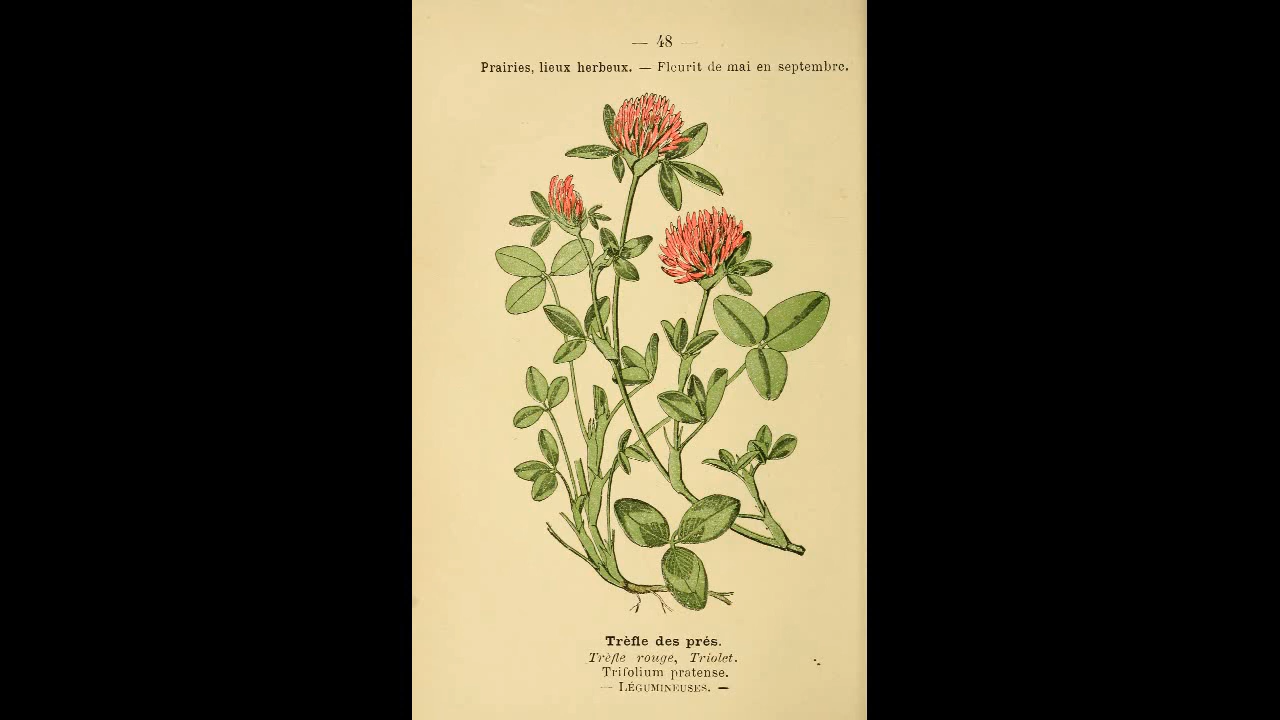 — 48 —
Prairies, lieux herbeux. — Fleurit de mai en septembre.
Trèfle des prés.
Trèfle rouge, Triolet.
Trifolium pratense.
— LÉGUMINEUSES. —